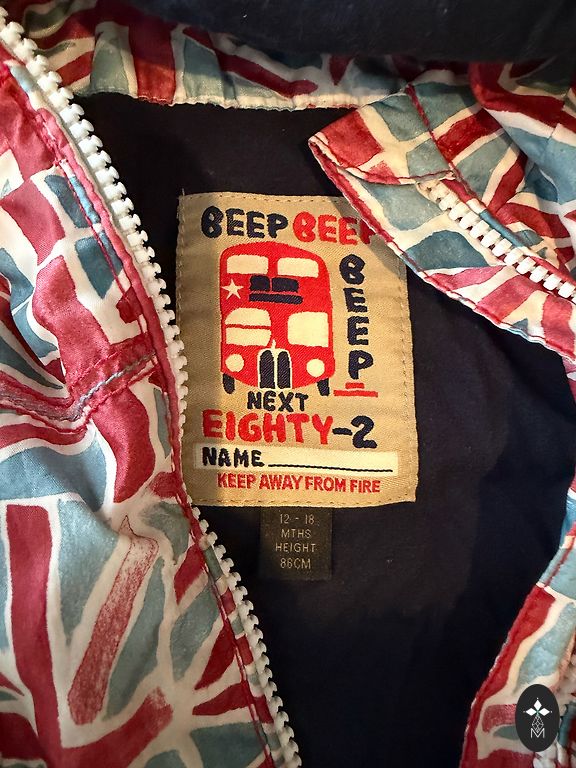 BEEP BEEP
BEEP
NEXT
EIGHTY-2
NAME
KEEP AWAY FROM FIRE
12 - 18
MTHS
HEIGHT
86CM
M